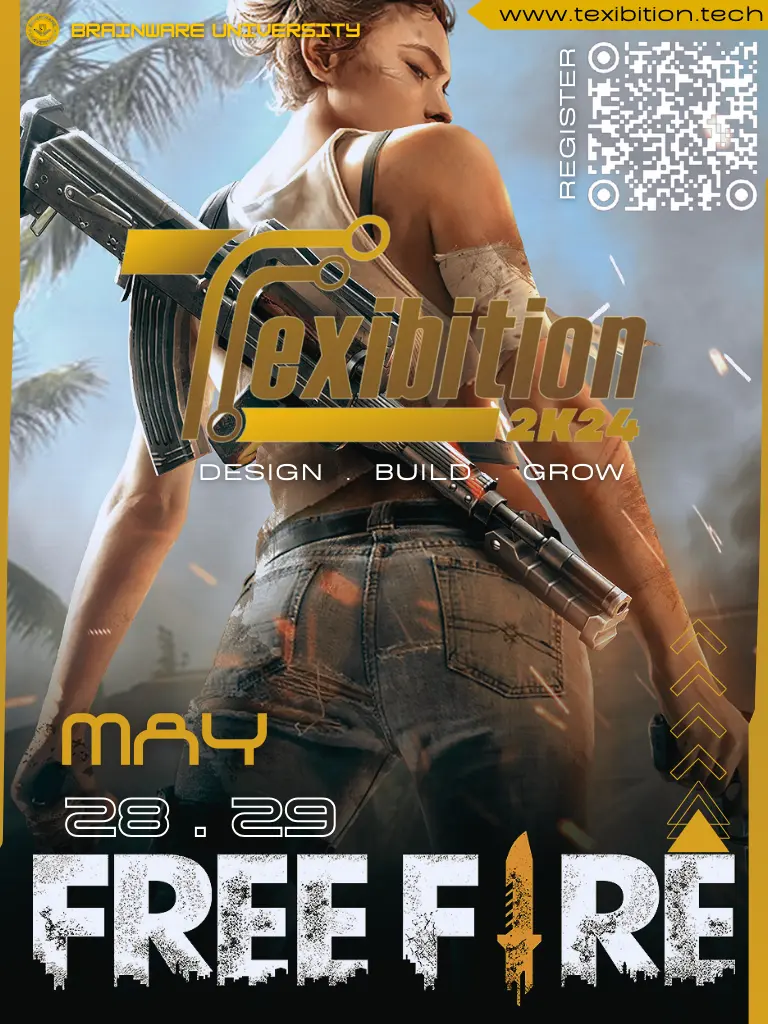 BRAINWARE UNIVERSITY
www.texibition.tech
REGISTER
Texibition
2K24
DESIGN . BUILD . GROW
MAY
28 . 29
FREE FIRE